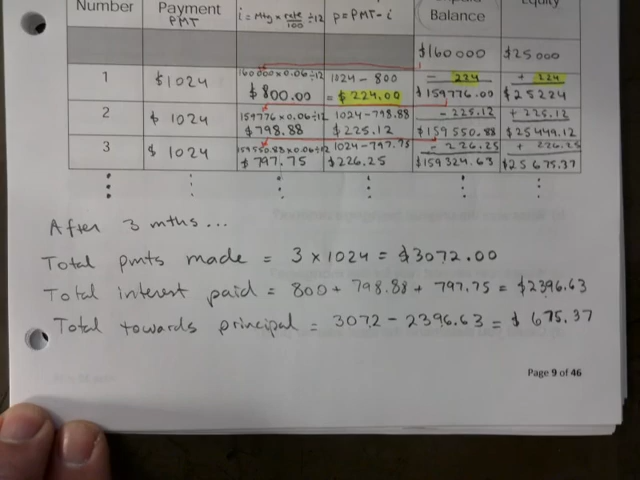 Number Payment PMT i = Mtg × rate/100 ÷ 12 p = PMT - i Balance Equity
$160000 $25000
1 $1024 160 000 × 0.06 ÷ 12 1024 - 800 - 224 + 224
$800.00 = $224.00 $159776.00 $25224
2 $1024 159776 × 0.06 ÷ 12 1024-798.88 - 225.12 + 225.12
$798.88 $225.12 $159 550.88 $25449.12
3 $1024 159550.88 × 0.06 ÷ 12 1024-797.75 - 226.25 + 226.25
$797.75 $226.25 $159324.63 $25675.37
After 3 mths...
Total pmts made = 3 × 1024 = $3072.00
Total interest paid = 800 + 798.88 + 797.75 = $2396.63
Total towards principal = 3072 - 2396.63 = $675.37
Page 9 of 46